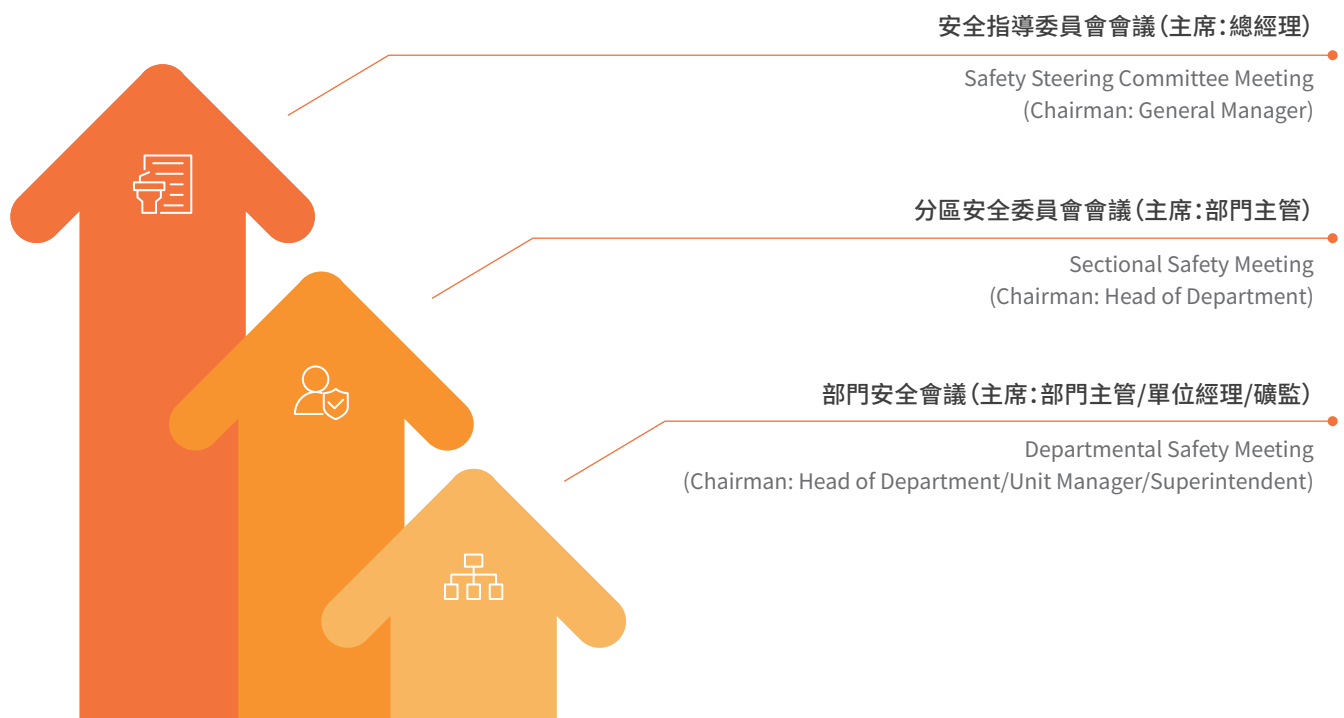 安全指導委員會會議(主席:總經理)
Safety Steering Committee Meeting
(Chairman: General Manager)
分區安全委員會會議(主席:部門主管)
Sectional Safety Meeting
(Chairman: Head of Department)
部門安全會議(主席:部門主管/單位經理/礦監)
Departmental Safety Meeting
(Chairman: Head of Department/Unit Manager/Superintendent)